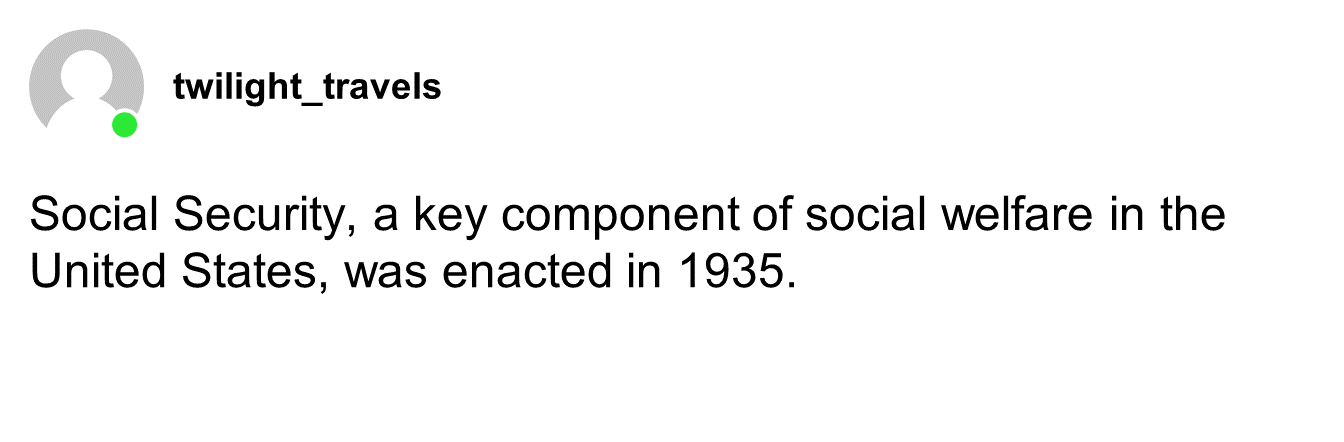 twilight_travels
Social Security, a key component of social welfare in the
United States, was enacted in 1935.